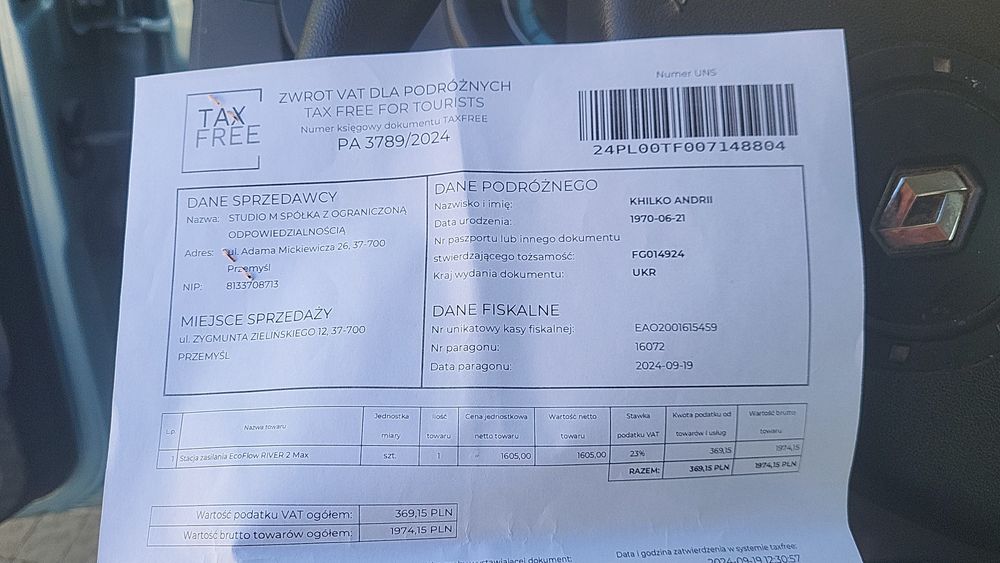 TAX
FREE
ZWROT VAT DLA PODRÓŻNYCH
TAX FREE FOR TOURISTS
Numer księgowy dokumentu TAXFREE
PA 3789/2024
Numer UNS
24PL00TF007148804
DANE SPRZEDAWCY
Nazwa: STUDIO M SPÓŁKA Z OGRANICZONĄ
ODPOWIEDZIALNOŚCIĄ
Adres: ul. Adama Mickiewicza 26, 37-700
Przemyśl
NIP: 8133708713
MIEJSCE SPRZEDAŻY
ul. ZYGMUNTA ZIELIŃSKIEGO 12, 37-700
PRZEMYŚL
DANE PODRÓŻNEGO
Nazwisko i imię: KHILKO ANDRII
Data urodzenia: 1970-06-21
Nr paszportu lub innego dokumentu
stwierdzającego tożsamość: FG014924
Kraj wydania dokumentu: UKR
DANE FISKALNE
Nr unikatowy kasy fiskalnej: EAO2001615459
Nr paragonu: 16072
Data paragonu: 2024-09-19
Lp. Nazwa towaru Jednostka miary Ilość towaru Cena jednostkowa netto towaru Wartość netto towaru Stawka podatku VAT Kwota podatku od towarów i usług Wartość brutto towaru
1 Stacja zasilania EcoFlow RIVER 2 Max szt. 1 1605,00 1605,00 23% 369,15 1974,15
RAZEM: 369,15 PLN 1974,15 PLN
Wartość podatku VAT ogółem: 369,15 PLN
Wartość brutto towarów ogółem: 1974,15 PLN
dokument:
Data i godzina zatwierdzenia w systemie taxfree:
2024-09-19 12:30:57